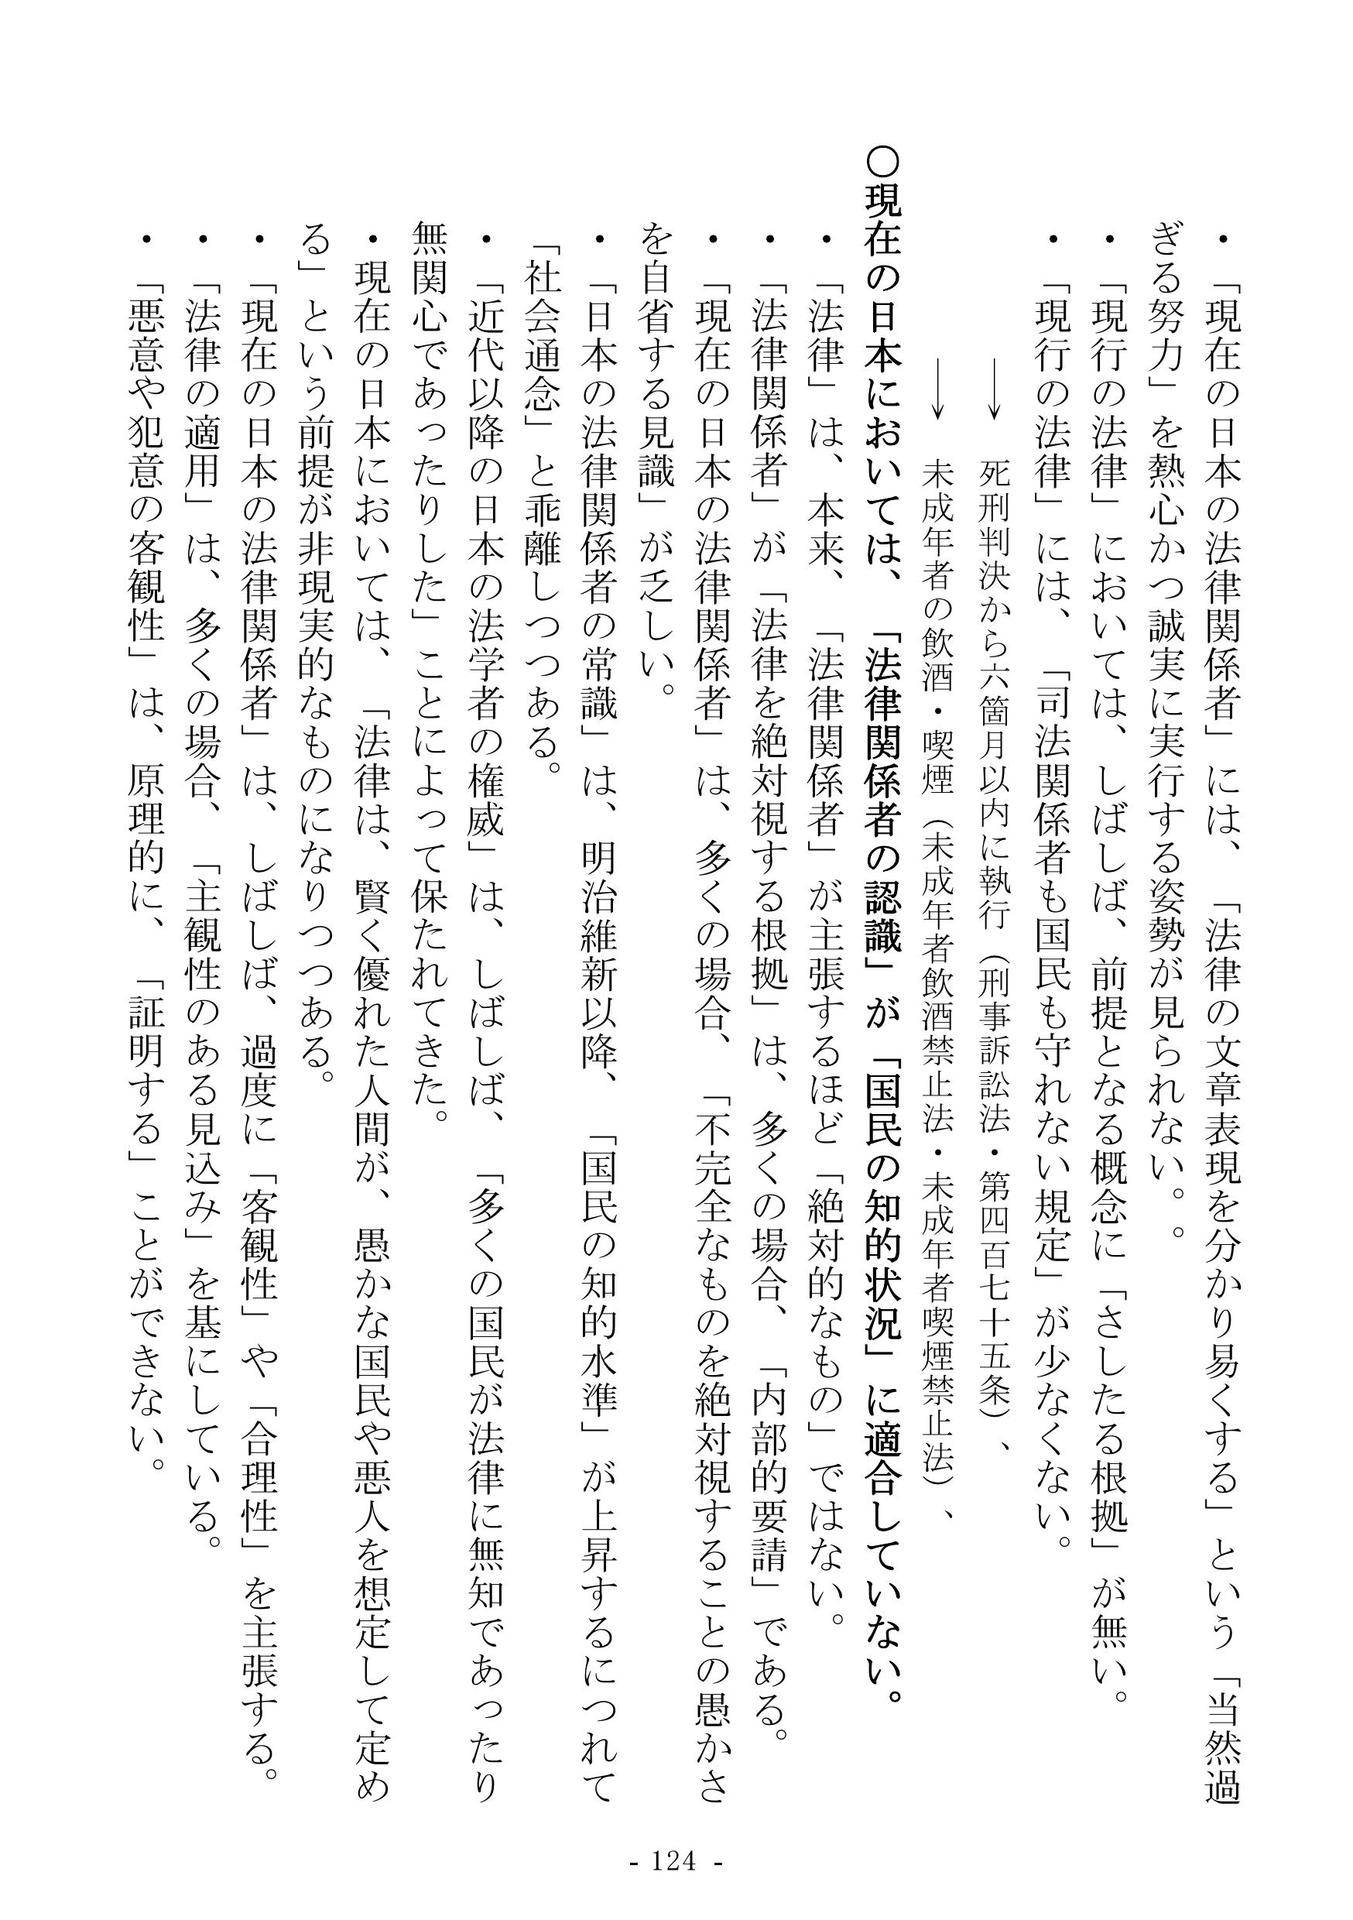 ・「現在の日本の法律関係者」には、「法律の文章表現を分かり易くする」という「当然過
ぎる努力」を熱心かつ誠実に実行する姿勢が見られない。。
・「現行の法律」においては、しばしば、前提となる概念に「さしたる根拠」が無い。
・「現行の法律」には、「司法関係者も国民も守れない規定」が少なくない。
→ 死刑判決から六箇月以内に執行(刑事訴訟法・第四百七十五条)、
→ 未成年者の飲酒・喫煙(未成年者飲酒禁止法・未成年者喫煙禁止法)、
〇現在の日本においては、「法律関係者の認識」が「国民の知的状況」に適合していない。
・「法律」は、本来、「法律関係者」が主張するほど「絶対的なもの」ではない。
・「法律関係者」が「法律を絶対視する根拠」は、多くの場合、「内部的要請」である。
・「現在の日本の法律関係者」は、多くの場合、「不完全なものを絶対視することの愚かさ
を自省する見識」が乏しい。
・「日本の法律関係者の常識」は、明治維新以降、「国民の知的水準」が上昇するにつれて
「社会通念」と乖離しつつある。
・「近代以降の日本の法学者の権威」は、しばしば、「多くの国民が法律に無知であったり
無関心であったりした」ことによって保たれてきた。
・現在の日本においては、「法律は、賢く優れた人間が、愚かな国民や悪人を想定して定め
る」という前提が非現実的なものになりつつある。
・「現在の日本の法律関係者」は、しばしば、過度に「客観性」や「合理性」を主張する。
・「法律の適用」は、多くの場合、「主観性のある見込み」を基にしている。
・「悪意や犯意の客観性」は、原理的に、「証明する」ことができない。
- 124 -